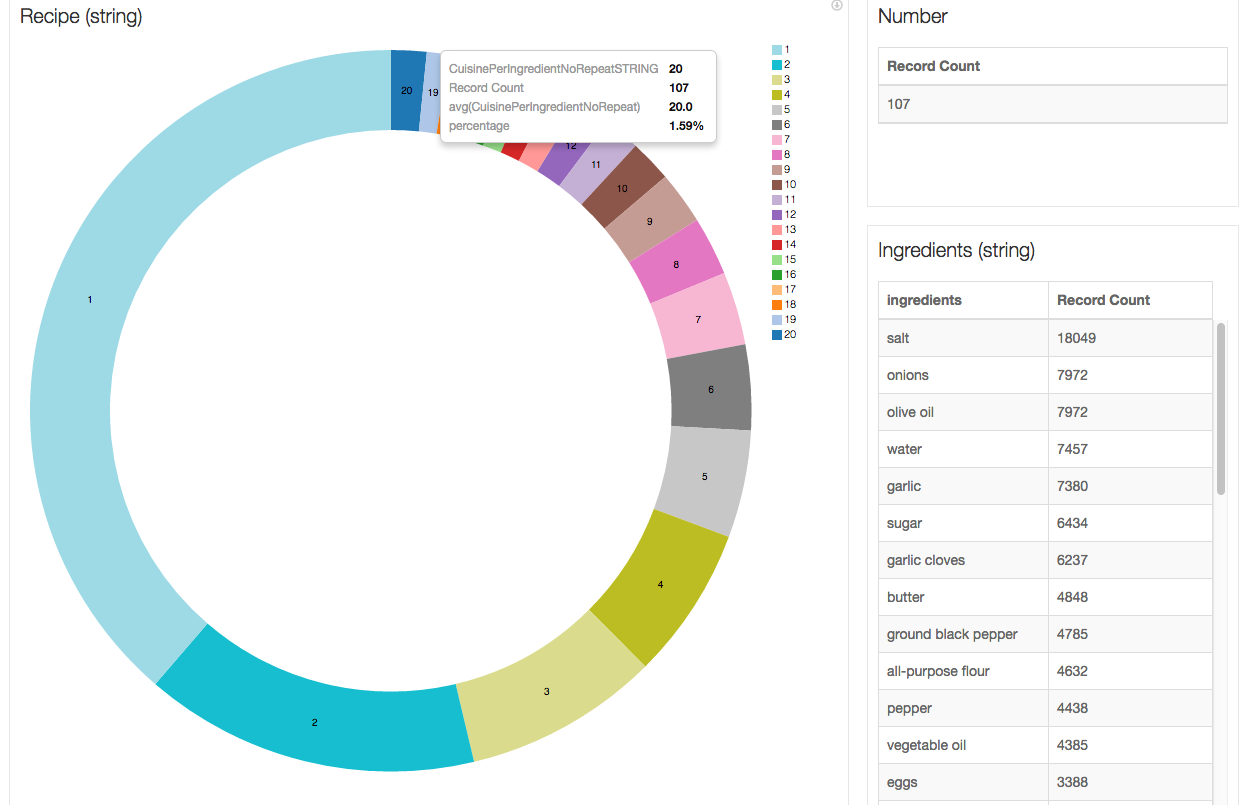 Recipe (string)
CuisinePerIngredientNoRepeatSTRING 20
Record Count 107
avg(CuisinePerIngredientNoRepeat) 20.0
percentage 1.59%
20
19
12
11
10
9
8
7
6
5
4
3
2
1
1
2
3
4
5
6
7
8
9
10
11
12
13
14
15
16
17
18
19
20
Number
Record Count
107
Ingredients (string)
ingredients Record Count
salt 18049
onions 7972
olive oil 7972
water 7457
garlic 7380
sugar 6434
garlic cloves 6237
butter 4848
ground black pepper 4785
all-purpose flour 4632
pepper 4438
vegetable oil 4385
eggs 3388